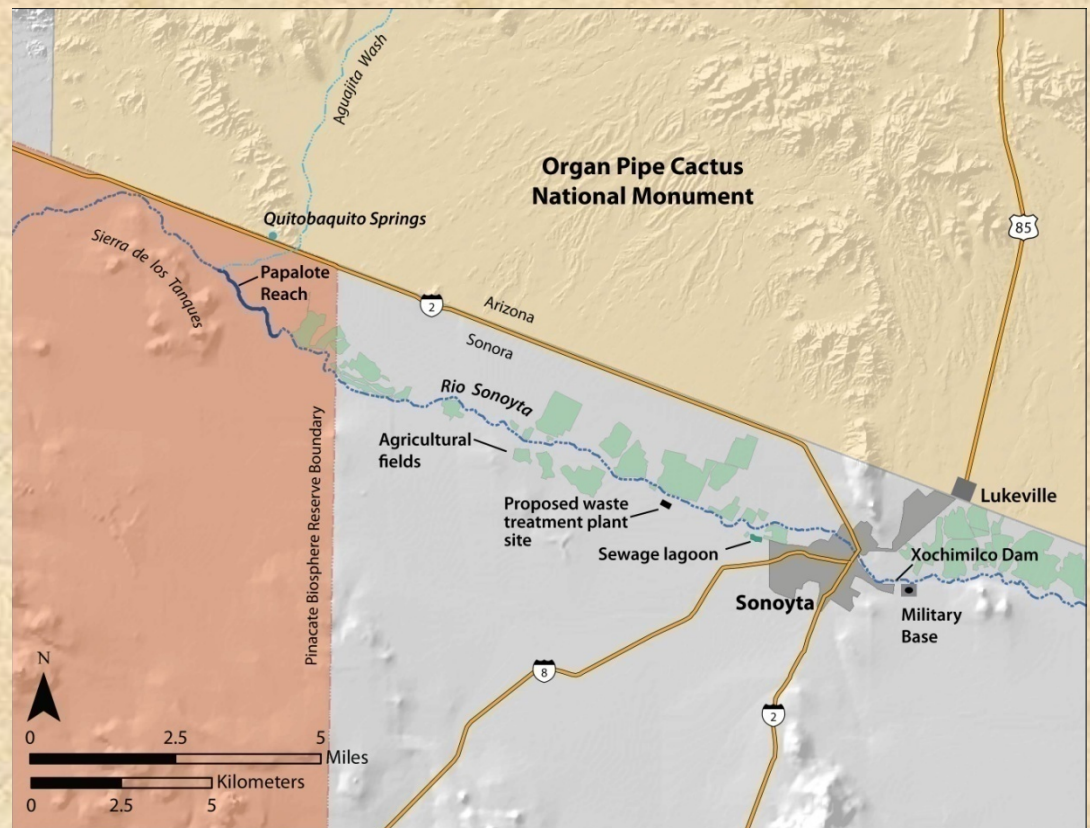 Aguajita Wash
Organ Pipe Cactus
National Monument
85
Quitobaquito Springs
Sierra de los Tanques
Papalote
Reach
2
Arizona
Sonora
Rio Sonoyta
Agricultural
fields
Pinacate Biosphere Reserve Boundary
Proposed waste
treatment plant
site
Sewage lagoon
Lukeville
Xochimilco Dam
Sonoyta
Military
Base
8
2
N
0 2.5 5
Miles
Kilometers
0 2.5 5